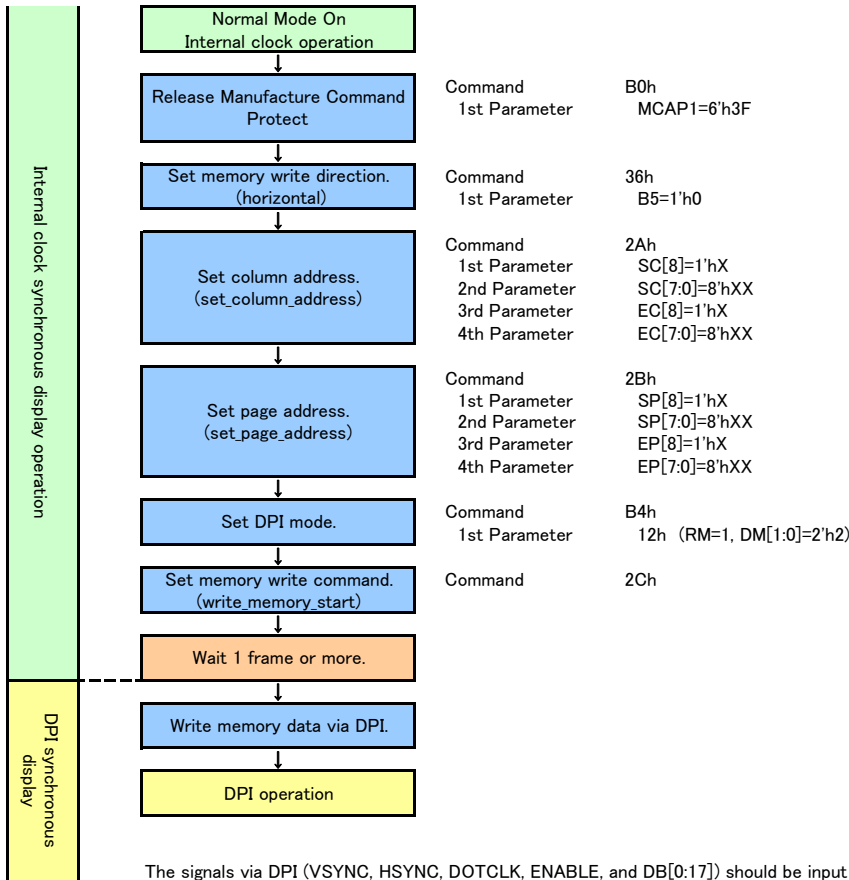 Normal Mode On
Internal clock operation
Release Manufacture Command
Protect
Command B0h
1st Parameter MCAP1=6'h3F
Set memory write direction.
(horizontal)
Command 36h
1st Parameter B5=1'h0
Set column address.
(set_column_address)
Command 2Ah
1st Parameter SC[8]=1'hX
2nd Parameter SC[7:0]=8'hXX
3rd Parameter EC[8]=1'hX
4th Parameter EC[7:0]=8'hXX
Set page address.
(set_page_address)
Command 2Bh
1st Parameter SP[8]=1'hX
2nd Parameter SP[7:0]=8'hXX
3rd Parameter EP[8]=1'hX
4th Parameter EP[7:0]=8'hXX
Set DPI mode.
Command B4h
1st Parameter 12h (RM=1, DM[1:0]=2'h2)
Set memory write command.
(write_memory_start)
Command 2Ch
Wait 1 frame or more.
Internal clock synchronous display operation
Write memory data via DPI.
DPI operation
DPI synchronous
display
The signals via DPI (VSYNC, HSYNC, DOTCLK, ENABLE, and DB[0:17]) should be input